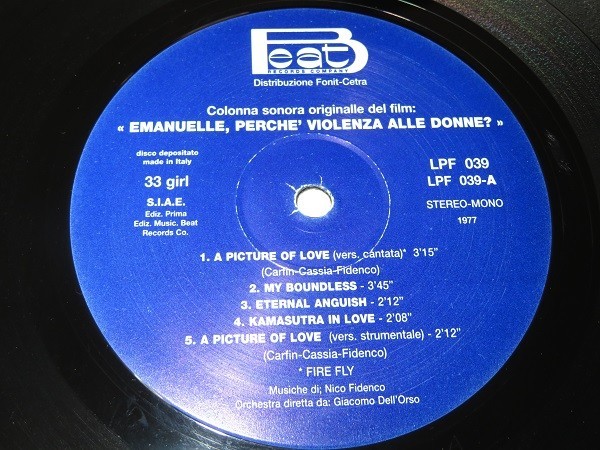 Beat
RECORDS COMPANY
Distribuzione Fonit-Cetra
Colonna sonora originalle del film:
« EMANUELLE, PERCHE' VIOLENZA ALLE DONNE? »
disco depositato
made in Italy
33 girl
S.I.A.E.
Ediz. Prima
Ediz. Music. Beat
Records Co.
LPF 039
LPF 039-A
STEREO-MONO
1977
1. A PICTURE OF LOVE (vers. cantata)* 3'15"
(Carfin-Cassia-Fidenco)
2. MY BOUNDLESS - 3'45"
3. ETERNAL ANGUISH - 2'12"
4. KAMASUTRA IN LOVE - 2'08"
5. A PICTURE OF LOVE (vers. strumentale) - 2'12"
(Carfin-Cassia-Fidenco)
* FIRE FLY
Musiche di; Nico Fidenco
Orchestra diretta da: Giacomo Dell'Orso